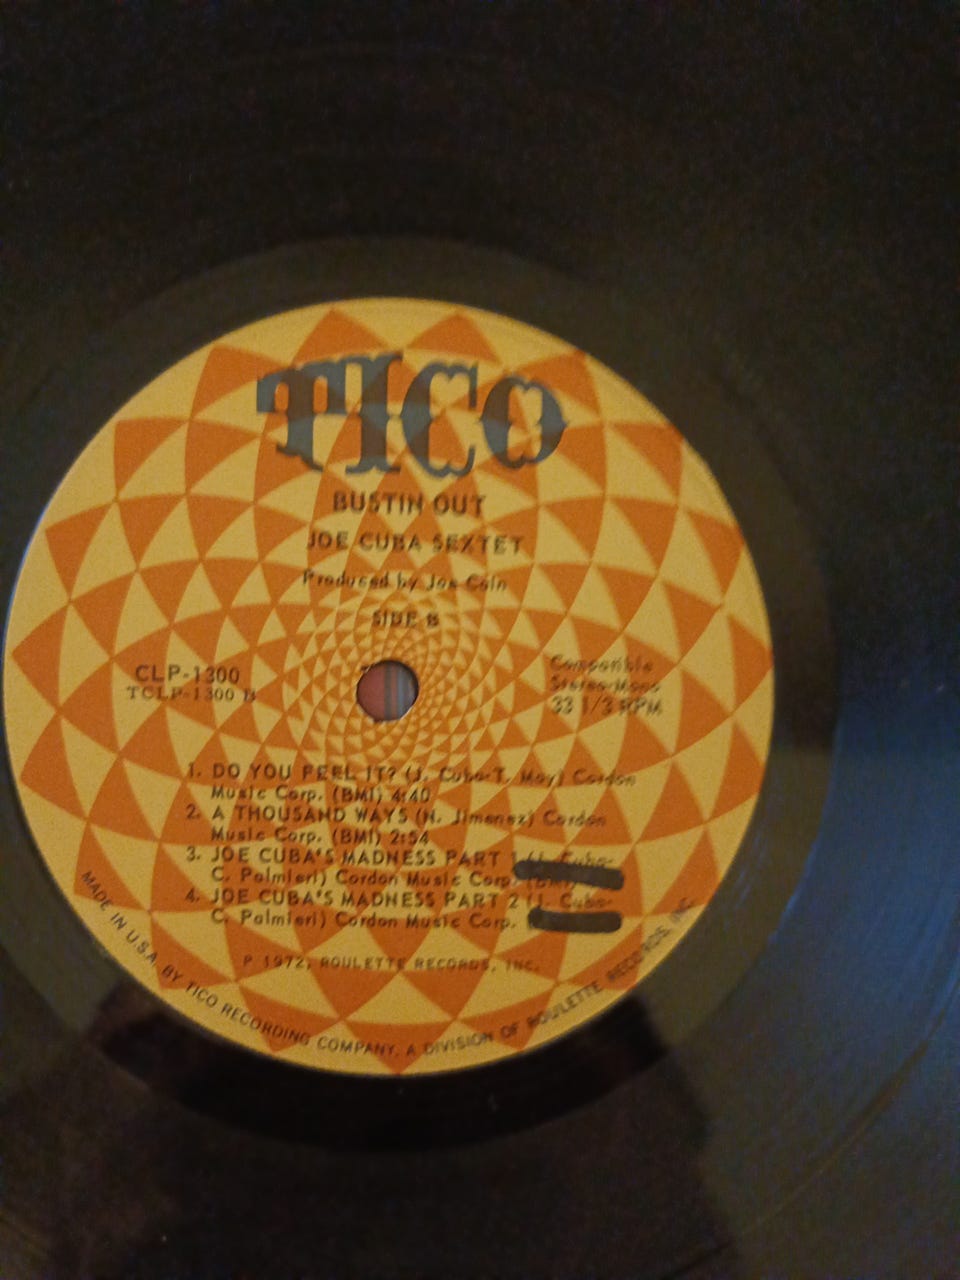 TICO
BUSTIN OUT
JOE CUBA SEXTET
Produced by Joe Cain
SIDE B
CLP-1300
TCLP-1300 B
Compatible
Stereo-Mono
33 1/3 RPM
1. DO YOU FEEL IT? (J. Cuba-T. May) Cordon
Music Corp. (BMI) 4:40
2. A THOUSAND WAYS (N. Jimenez) Cordon
Music Corp. (BMI) 2:54
3. JOE CUBA'S MADNESS PART 1 (J. Cuba-
C. Palmieri) Cordon Music Corp. (BMI)
4. JOE CUBA'S MADNESS PART 2 (J. Cuba-
C. Palmieri) Cordon Music Corp.
P 1972, ROULETTE RECORDS, INC.
MADE IN U.S.A. BY TICO RECORDING COMPANY, A DIVISION OF ROULETTE RECORDS, INC.